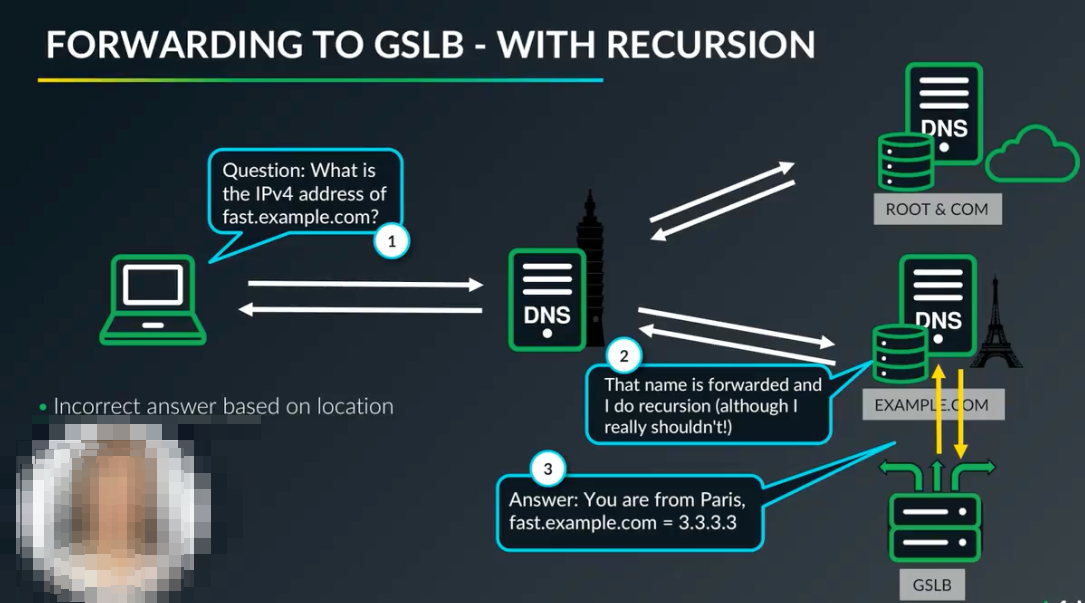 FORWARDING TO GSLB - WITH RECURSION
DNS
ROOT & COM
Question: What is
the IPv4 address of
fast.example.com?
1
DNS
DNS
2
That name is forwarded and
I do recursion (although I
really shouldn't!)
EXAMPLE.COM
• Incorrect answer based on location
3
Answer: You are from Paris,
fast.example.com = 3.3.3.3
GSLB